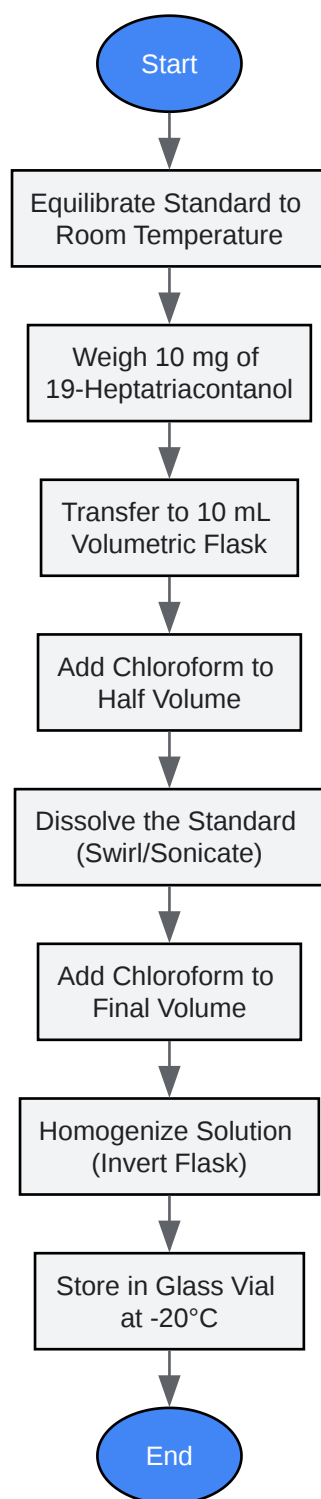 Start
Equilibrate Standard to
Room Temperature
Weigh 10 mg of
19-Heptatriacontanol
Transfer to 10 mL
Volumetric Flask
Add Chloroform to
Half Volume
Dissolve the Standard
(Swirl/Sonicate)
Add Chloroform to
Final Volume
Homogenize Solution
(Invert Flask)
Store in Glass Vial
at -20°C
End